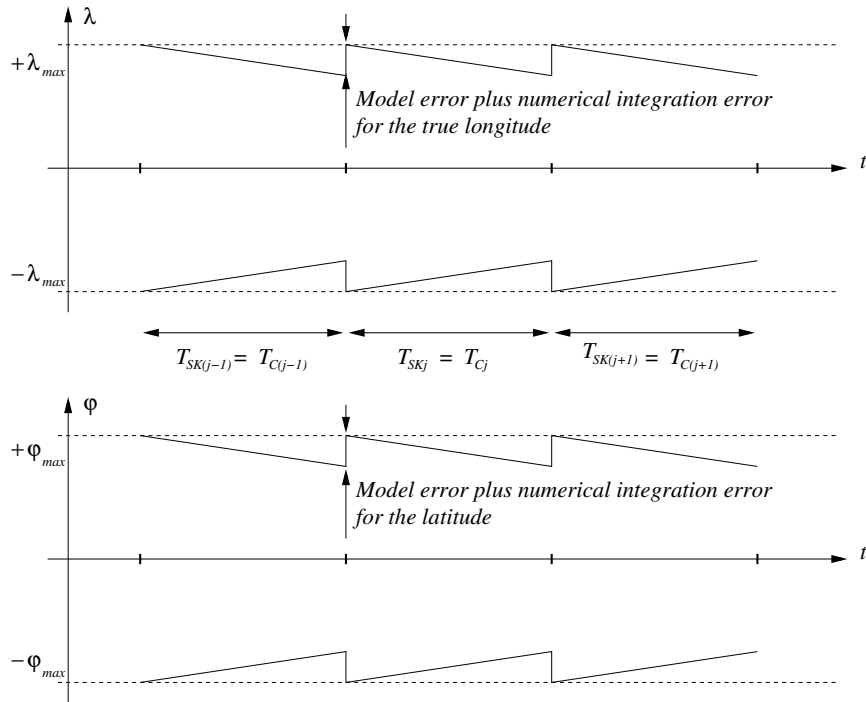 λ
+λmax
Model error plus numerical integration error
for the true longitude
t
−λmax
TSK(j−1) = TC(j−1)
TSKj = TCj
TSK(j+1) = TC(j+1)
φ
+φmax
Model error plus numerical integration error
for the latitude
t
−φmax